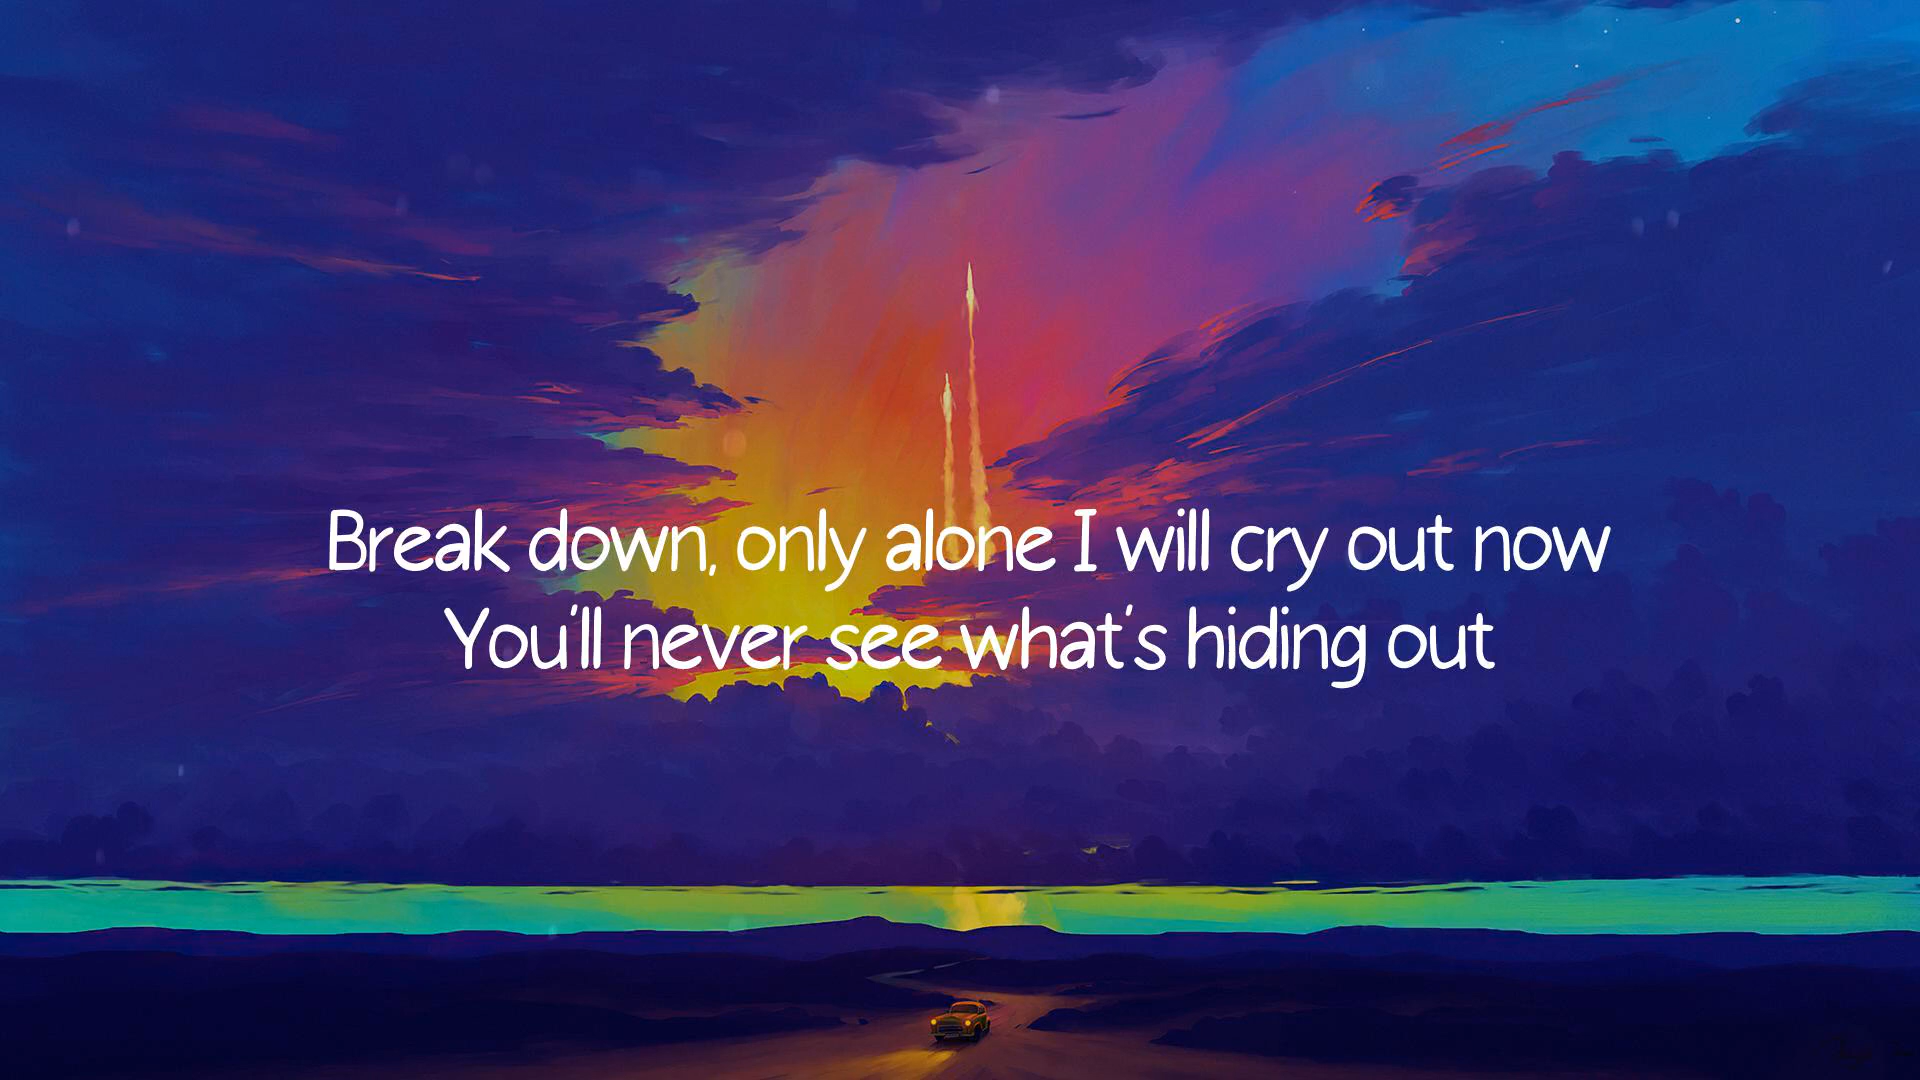 Break down, only alone I will cry out now
You'll never see what's hiding out